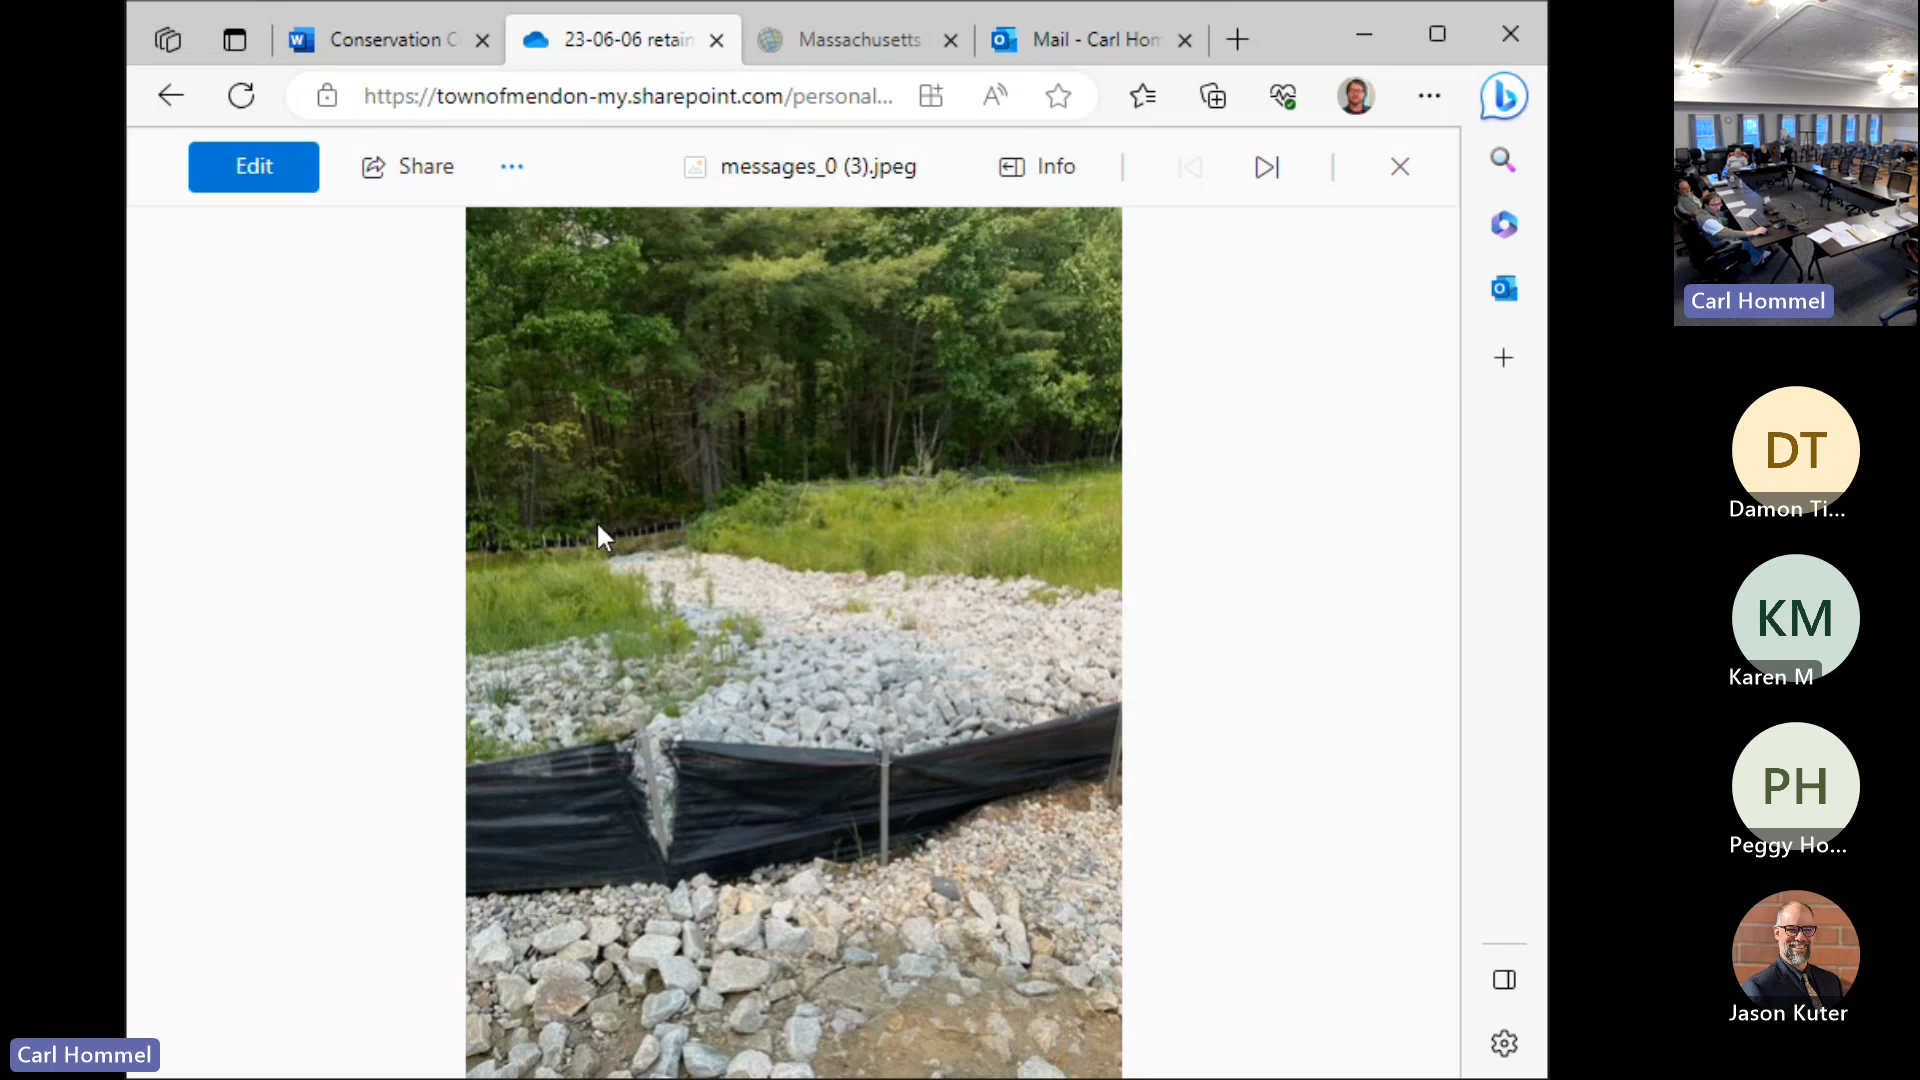 Conservation C
23-06-06 retain
Massachusetts
Mail - Carl Hom
https://townofmendon-my.sharepoint.com/personal...
Edit
Share
messages_0 (3).jpeg
Info
Carl Hommel
DT
Damon Ti...
KM
Karen M
PH
Peggy Ho...
Jason Kuter
Carl Hommel